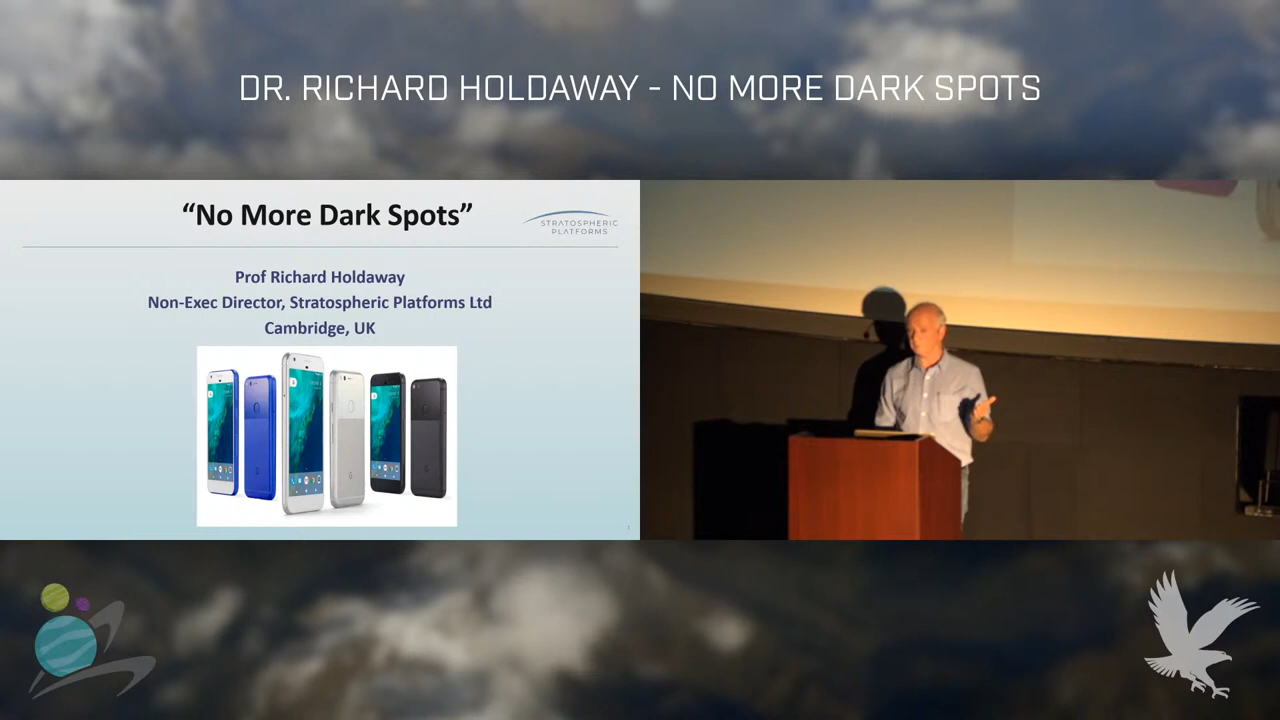 DR. RICHARD HOLDAWAY - NO MORE DARK SPOTS
“No More Dark Spots”
STRATOSPHERIC
PLATFORMS
Prof Richard Holdaway
Non-Exec Director, Stratospheric Platforms Ltd
Cambridge, UK